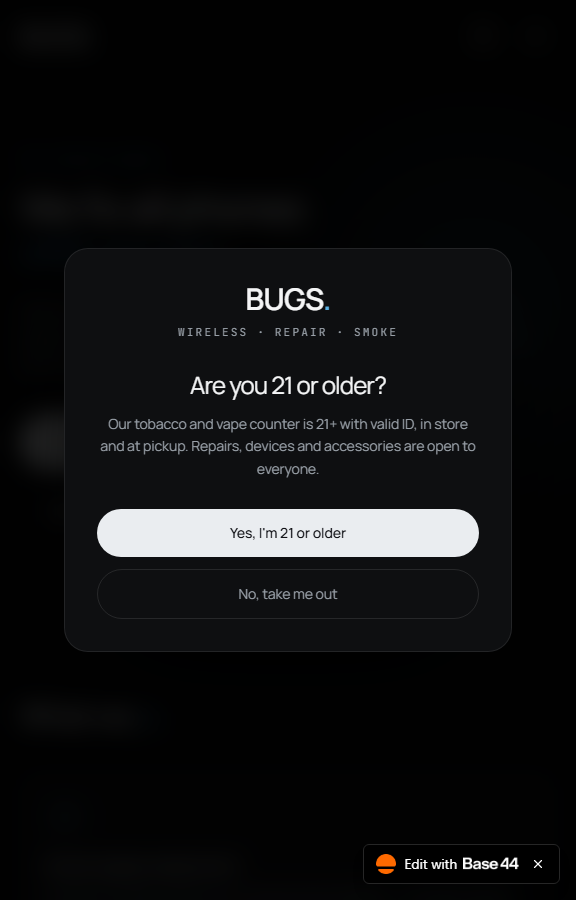 BUGS.
WIRELESS · REPAIR · SMOKE
Are you 21 or older?
Our tobacco and vape counter is 21+ with valid ID, in store
and at pickup. Repairs, devices and accessories are open to
everyone.
Yes, I'm 21 or older
No, take me out
Edit with Base 44 ×